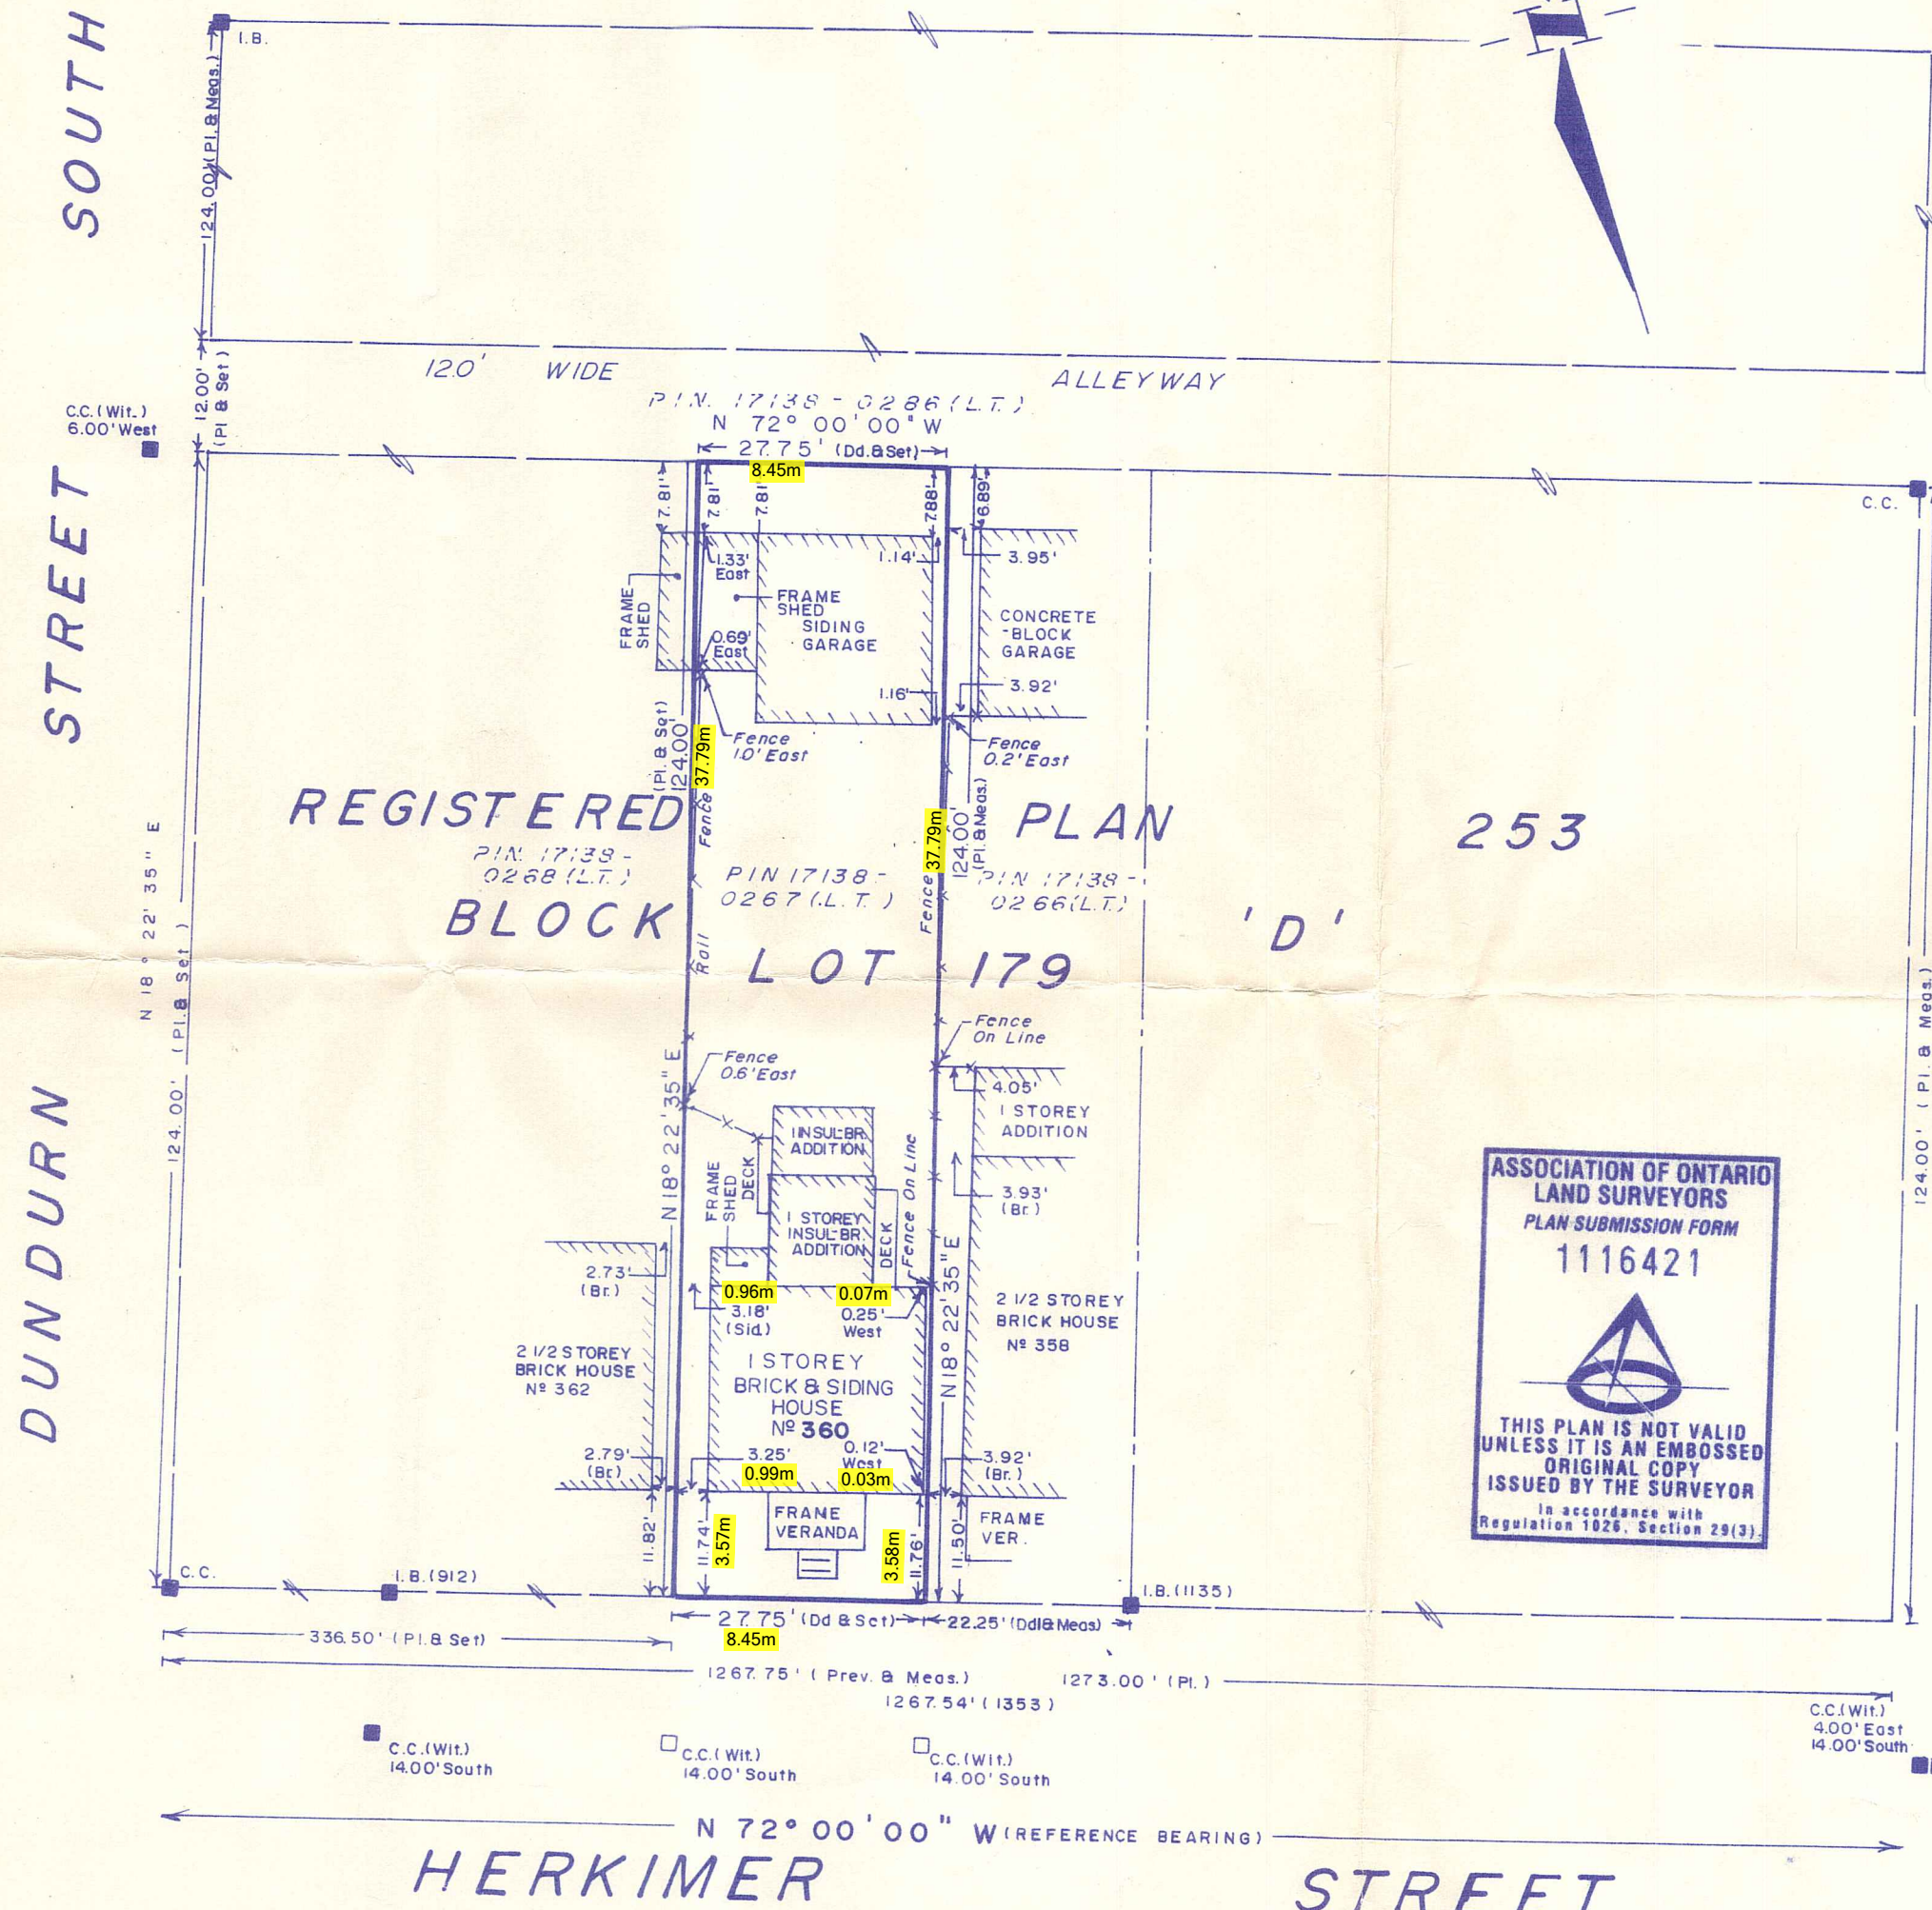 SOUTH
I.B.
124.00' (Pl. & Meas.)
12.0' WIDE ALLEYWAY
12.00'
(Pl & Set)
C.C. (Wit.)
6.00' West
PIN. 17138 - 0286 (L.T.)
N 72° 00' 00" W
27.75' (Dd. & Set)
8.45m
C.C.
STREET
7.81'
7.81'
7.81'
7.88'
6.89'
1.33'
East
1.14'
3.95'
FRAME
SHED
FRAME
SHED
SIDING
GARAGE
CONCRETE
-BLOCK
GARAGE
0.69'
East
1.16'
3.92'
Fence
1.0' East
Fence
0.2' East
(Pl. & Set)
124.00'
37.79m
Fence
37.79m
124.00'
(Pl. & Meas.)
REGISTERED PLAN 253
PIN. 17138 -
0268 (L.T.)
PIN 17138 -
0267 (L.T.)
PIN 17138 -
0266 (L.T.)
Fence
BLOCK 'D'
Rail
LOT 179
N 18° 22' 35" E
124.00' (Pl. & Set)
124.00' (Pl. & Meas.)
Fence
On Line
Fence
0.6' East
N 18° 22' 35" E
4.05'
1 STOREY
ADDITION
INSUL-BR.
ADDITION
DECK
FRAME
SHED
Fence On Line
3.93'
(Br.)
1 STOREY
INSUL-BR.
ADDITION
DECK
N 18° 22' 35" E
DUNDURN
ASSOCIATION OF ONTARIO
LAND SURVEYORS
PLAN SUBMISSION FORM
1116421
THIS PLAN IS NOT VALID
UNLESS IT IS AN EMBOSSED
ORIGINAL COPY
ISSUED BY THE SURVEYOR
In accordance with
Regulation 1026, Section 29(3).
2.73'
(Br.)
0.96m
0.07m
3.18'
(Sid.)
0.25'
West
2 1/2 STOREY
BRICK HOUSE
Nº 358
2 1/2 STOREY
BRICK HOUSE
Nº 362
1 STOREY
BRICK & SIDING
HOUSE
Nº 360
2.79'
(Br.)
3.25'
0.99m
0.12'
West
0.03m
3.92'
(Br.)
FRAME
VERANDA
FRAME
VER.
11.82'
11.74'
3.57m
3.58m
11.76'
11.50'
C.C.
I.B. (912)
I.B. (1135)
27.75' (Dd & Set)
22.25' (Dd & Meas.)
8.45m
336.50' (Pl. & Set)
1267.75' (Prev. & Meas.) 1273.00' (Pl.)
1267.54' (1353)
C.C. (Wit.)
4.00' East
14.00' South
C.C. (Wit.)
14.00' South
C.C. (Wit.)
14.00' South
C.C. (Wit.)
14.00' South
N 72° 00' 00" W (REFERENCE BEARING)
HERKIMER STREET